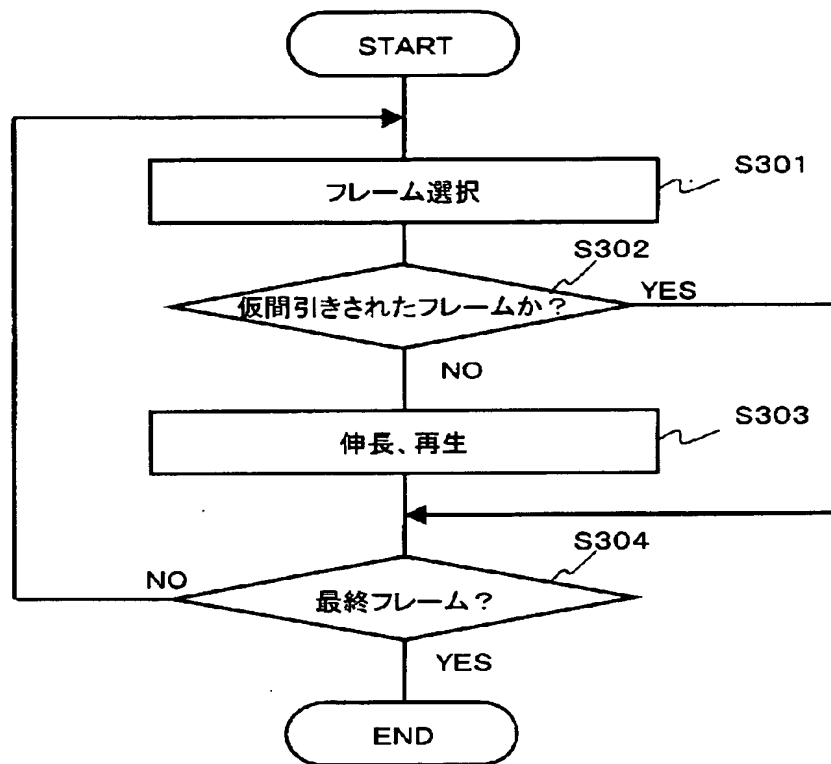 START
S301
フレーム選択
S302
仮間引きされたフレームか？
YES
NO
S303
伸長、再生
S304
NO
最終フレーム？
YES
END